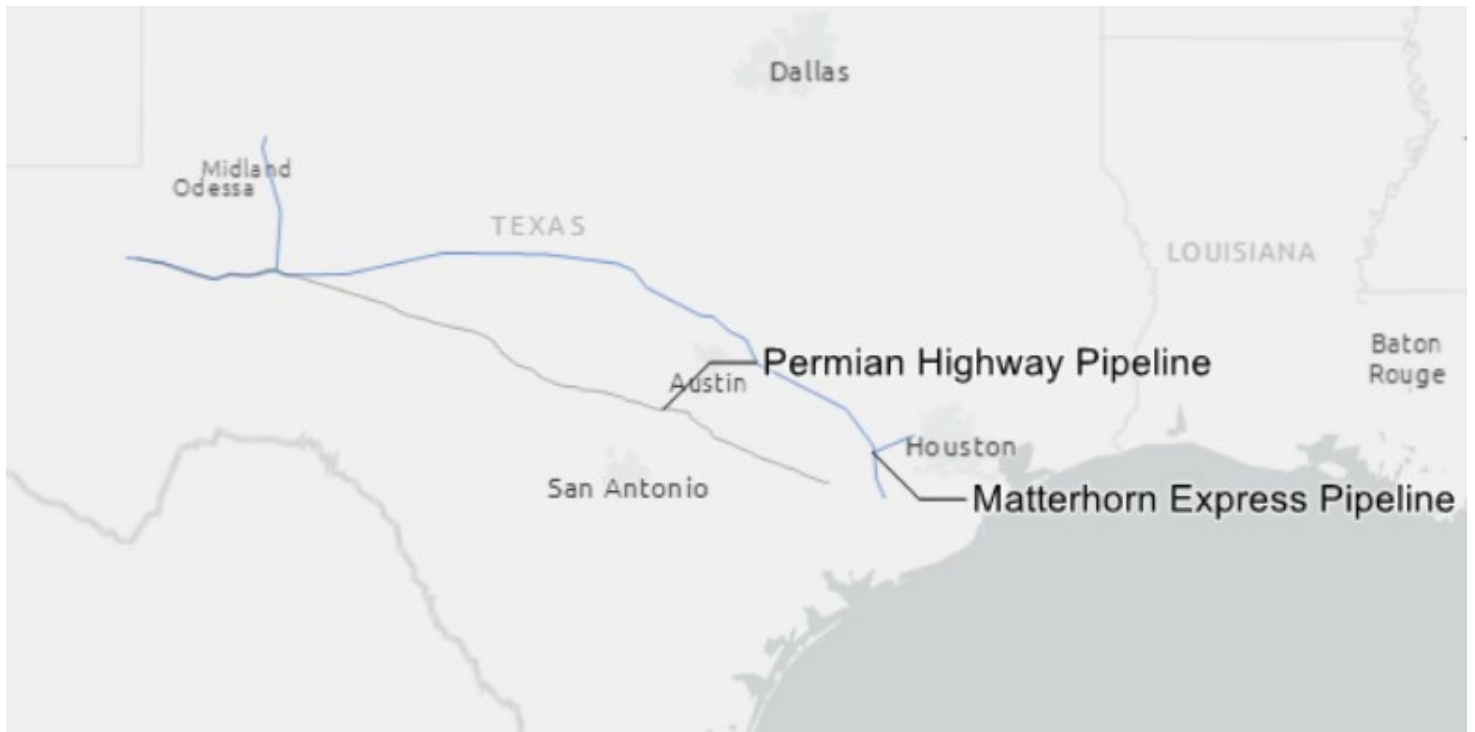 Dallas
Midland
Odessa
TEXAS
LOUISIANA
Baton
Rouge
Permian Highway Pipeline
Austin
Houston
San Antonio
Matterhorn Express Pipeline